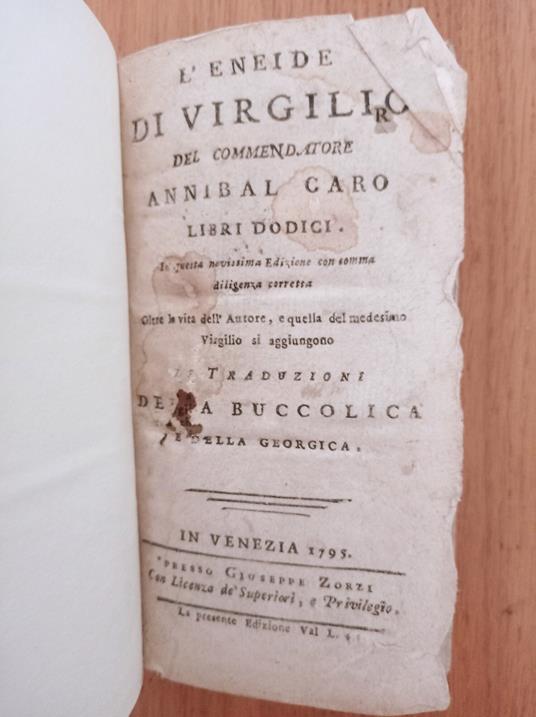 L' ENEIDE
DI VIRGILIO
DEL COMMENDATORE
ANNIBAL CARO
LIBRI DODICI.
In questa novissima Edizione con somma
diligenza corretta
Oltre la vita dell' Autore, e quella del medesimo
Virgilio si aggiungono
LE TRADUZIONI
DELLA BUCCOLICA
E DELLA GEORGICA.
IN VENEZIA 1795.
PRESSO GIUSEPPE ZORZI
Con Licenza de' Superiori, e Privilegio.
La presente Edizione Val L.